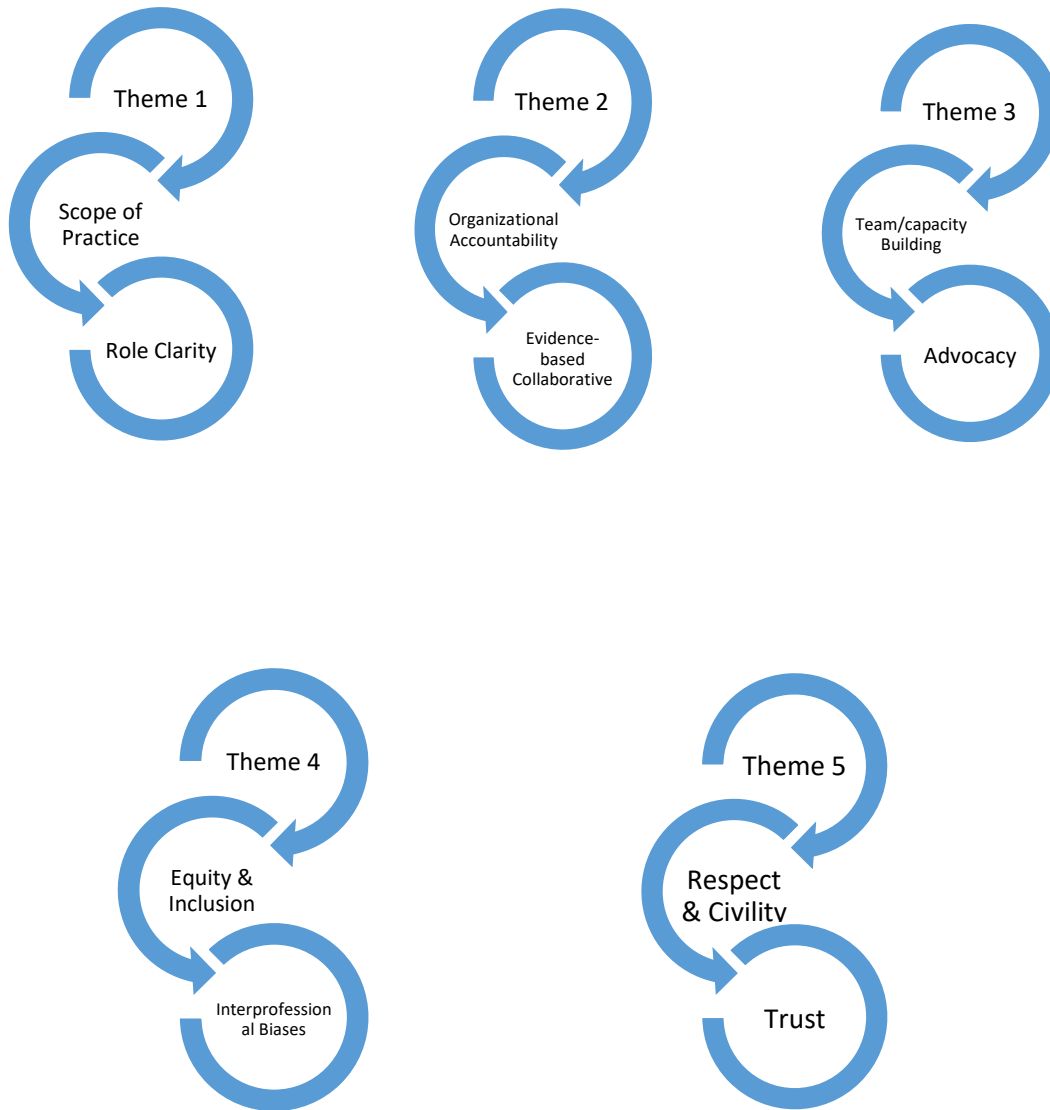 Theme 1
Scope of
Practice
Role Clarity
Theme 2
Organizational
Accountability
Evidence-
based
Collaborative
Theme 3
Team/capacity
Building
Advocacy
Theme 4
Equity &
Inclusion
Interprofession
al Biases
Theme 5
Respect
& Civility
Trust